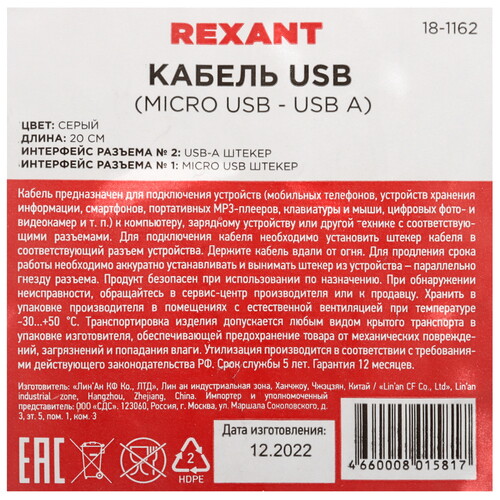 REXANT
18-1162
КАБЕЛЬ USB
(MICRO USB - USB A)
ЦВЕТ: СЕРЫЙ
ДЛИНА: 20 СМ
ИНТЕРФЕЙС РАЗЪЕМА № 2: USB-A ШТЕКЕР
ИНТЕРФЕЙС РАЗЪЕМА № 1: MICRO USB ШТЕКЕР
Кабель предназначен для подключения устройств (мобильных телефонов, устройств хранения
информации, смартфонов, портативных MP3-плееров, клавиатуры и мыши, цифровых фото- и
видеокамер и т. п.) к компьютеру, зарядному устройству или другой технике с соответствую-
щими разъемами. Для подключения кабеля необходимо установить штекер кабеля в
соответствующий разъем устройства. Держите кабель вдали от огня. Для продления срока
работы необходимо аккуратно устанавливать и вынимать штекер из устройства – параллельно
гнезду разъема. Продукт безопасен при использовании по назначению. При обнаружении
неисправности, обращайтесь в сервис-центр производителя или к продавцу. Хранить в
упаковке производителя в помещениях с естественной вентиляцией при температуре
-30...+50 °C. Транспортировка изделия допускается любым видом крытого транспорта в
упаковке изготовителя, обеспечивающей предохранение товара от механических поврежде-
ний, загрязнений и попадания влаги. Утилизация производится в соответствии с требования-
ми действующего законодательства РФ. Срок службы 5 лет. Гарантия 12 месяцев.
Изготовитель: «Лин'Ан КФ Ко., ЛТД», Лин ан индустриальная зона, Ханчжоу, Чжэцзян, Китай / «Lin'an CF Co., Ltd», Lin'an
industrial zone, Hangzhou, Zhejiang, China. Импортер и уполномоченный представитель:
ООО «СДС». 123060, Россия, г. Москва, ул. Маршала Соколовского, д.
3, эт. 5, пом. 1, ком. 3
EAC
2
HDPE
Дата изготовления:
12.2022
4 660008 015817